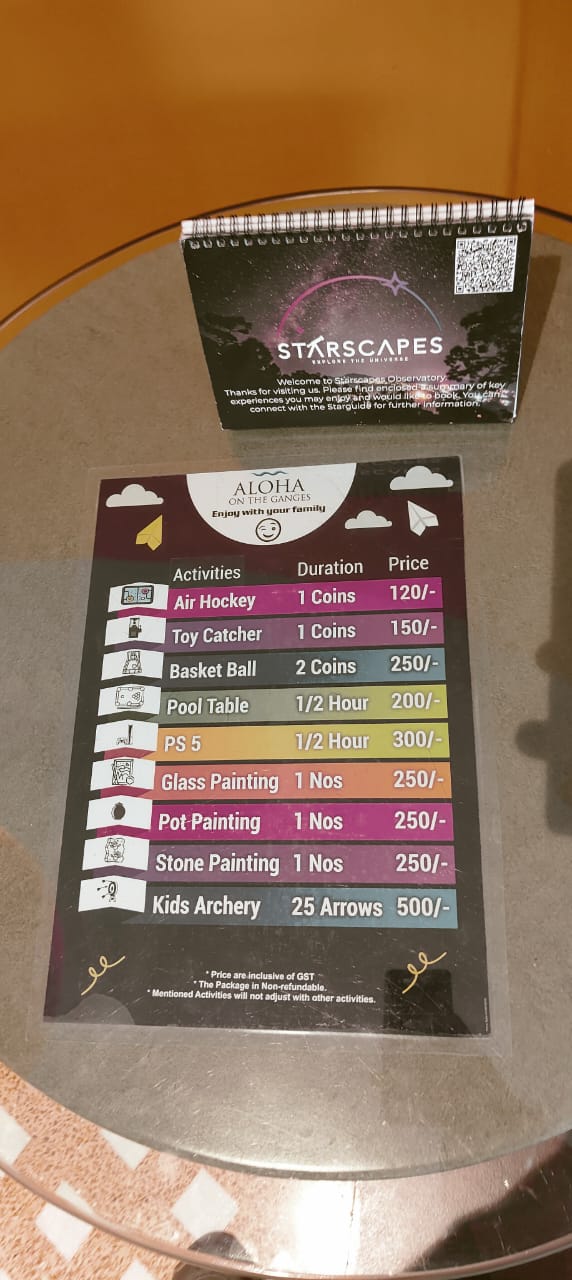 STARSCAPES
EXPLORE THE UNIVERSE
Welcome to Starscapes Observatory.
Thanks for visiting us. Please find enclosed a summary of key
experiences you may enjoy and would like to book. You can
connect with the Starguide for further information.
ALOHA
ON THE GANGES
Enjoy with your family
Activities Duration Price
Air Hockey 1 Coins 120/-
Toy Catcher 1 Coins 150/-
Basket Ball 2 Coins 250/-
Pool Table 1/2 Hour 200/-
PS 5 1/2 Hour 300/-
Glass Painting 1 Nos 250/-
Pot Painting 1 Nos 250/-
Stone Painting 1 Nos 250/-
Kids Archery 25 Arrows 500/-
* Price are inclusive of GST
* The Package in Non-refundable.
* Mentioned Activities will not adjust with other activities.